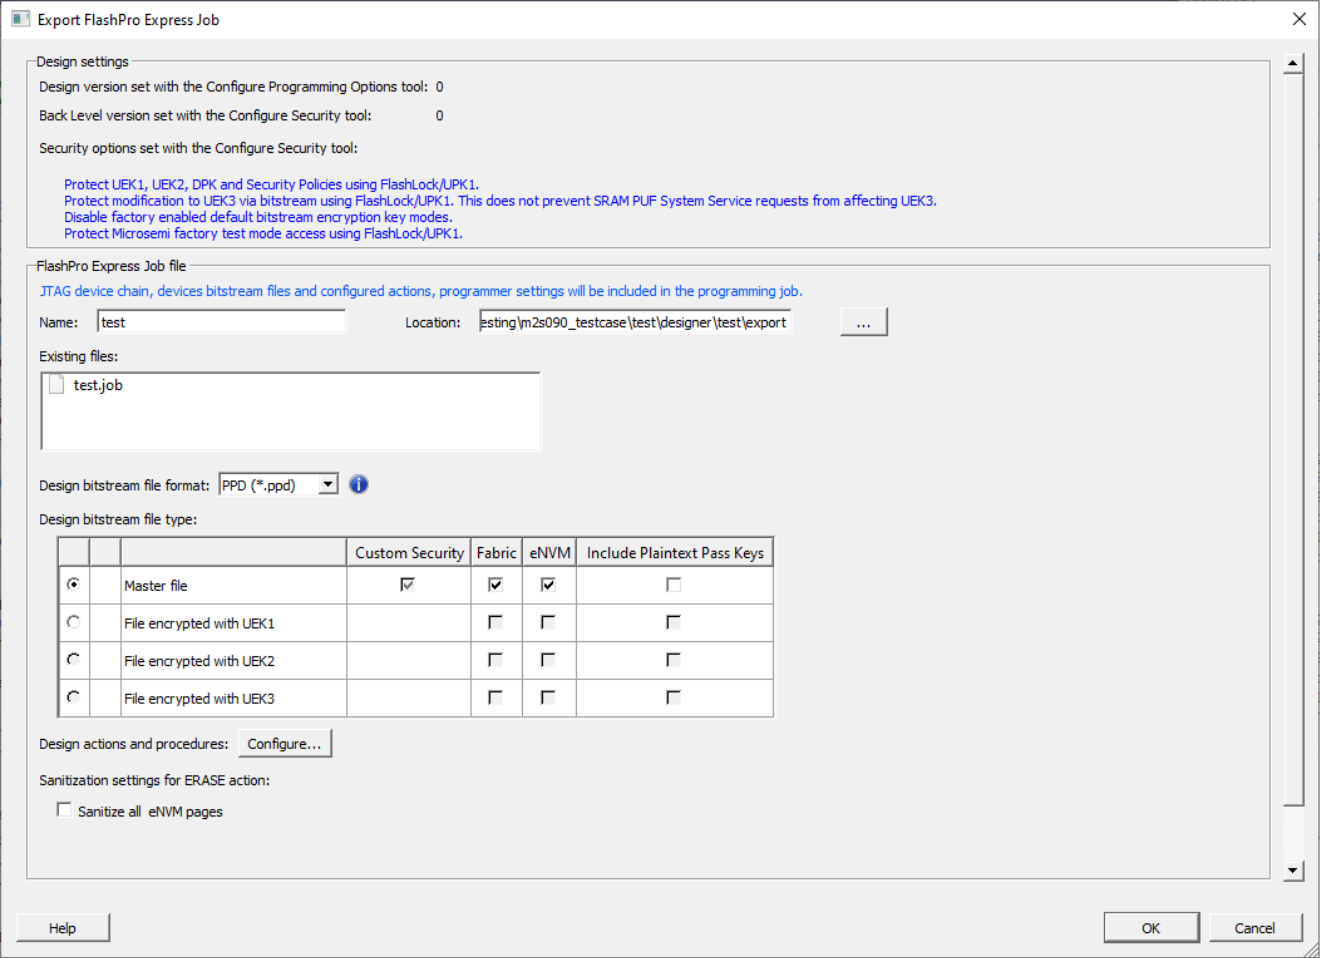 Export FlashPro Express Job
Design settings
Design version set with the Configure Programming Options tool: 0
Back Level version set with the Configure Security tool: 0
Security options set with the Configure Security tool:
Protect UEK1, UEK2, DPK and Security Policies using FlashLock/UPK1.
Protect modification to UEK3 via bitstream using FlashLock/UPK1. This does not prevent SRAM PUF System Service requests from affecting UEK3.
Disable factory enabled default bitstream encryption key modes.
Protect Microsemi factory test mode access using FlashLock/UPK1.
FlashPro Express Job file
JTAG device chain, devices bitstream files and configured actions, programmer settings will be included in the programming job.
Name: test Location: esting\m2s090_testcase\test\designer\test\export ...
Existing files:
test.job
Design bitstream file format: PPD (*.ppd)
Design bitstream file type:
Custom Security Fabric eNVM Include Plaintext Pass Keys
Master file
File encrypted with UEK1
File encrypted with UEK2
File encrypted with UEK3
Design actions and procedures: Configure...
Sanitization settings for ERASE action:
Sanitize all eNVM pages
Help OK Cancel